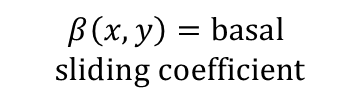 β(x, y) = basal
sliding coefficient